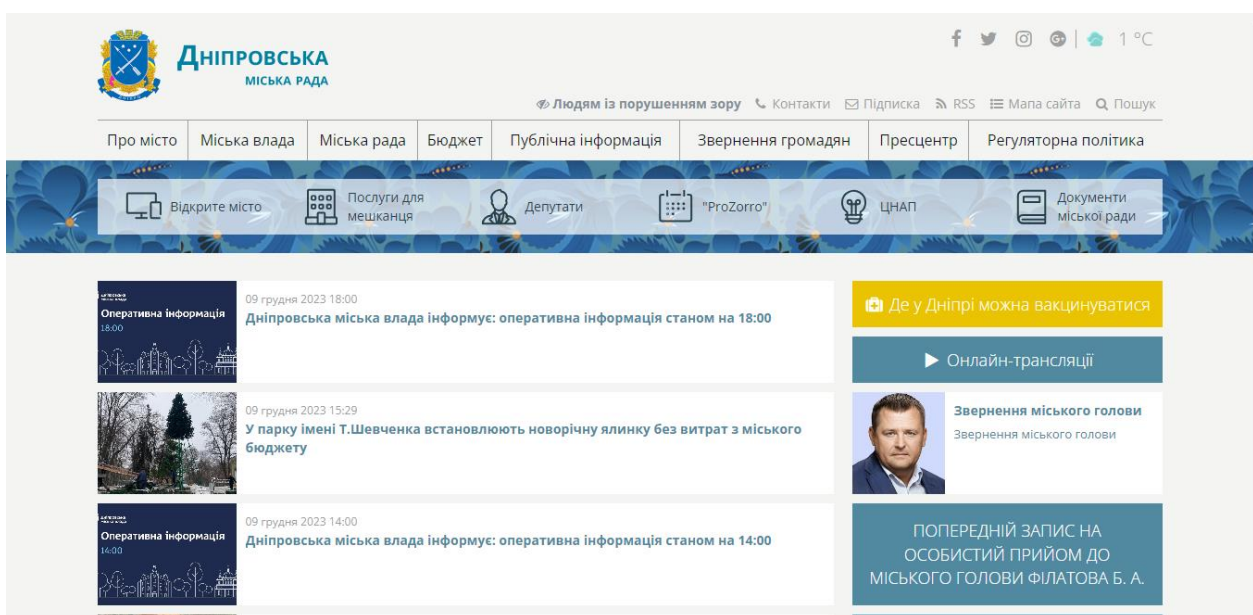 ДНІПРОВСЬКА
МІСЬКА РАДА
ДНІПРО
1 °C
Людям із порушенням зору Контакти Підписка RSS Мапа сайта Пошук
Про місто Міська влада Міська рада Бюджет Публічна інформація Звернення громадян Пресцентр Регуляторна політика
Відкрите місто
Послуги для
мешканця
Депутати
"ProZorro"
ЦНАП
Документи
міської ради
Оперативна інформація
18:00
09 грудня 2023 18:00
Дніпровська міська влада інформує: оперативна інформація станом на 18:00
09 грудня 2023 15:29
У парку імені Т.Шевченка встановлюють новорічну ялинку без витрат з міського
бюджету
Оперативна інформація
14:00
09 грудня 2023 14:00
Дніпровська міська влада інформує: оперативна інформація станом на 14:00
Де у Дніпрі можна вакцинуватися
Онлайн-трансляції
Звернення міського голови
Звернення міського голови
ПОПЕРЕДНІЙ ЗАПИС НА
ОСОБИСТИЙ ПРИЙОМ ДО
МІСЬКОГО ГОЛОВИ ФІЛАТОВА Б. А.